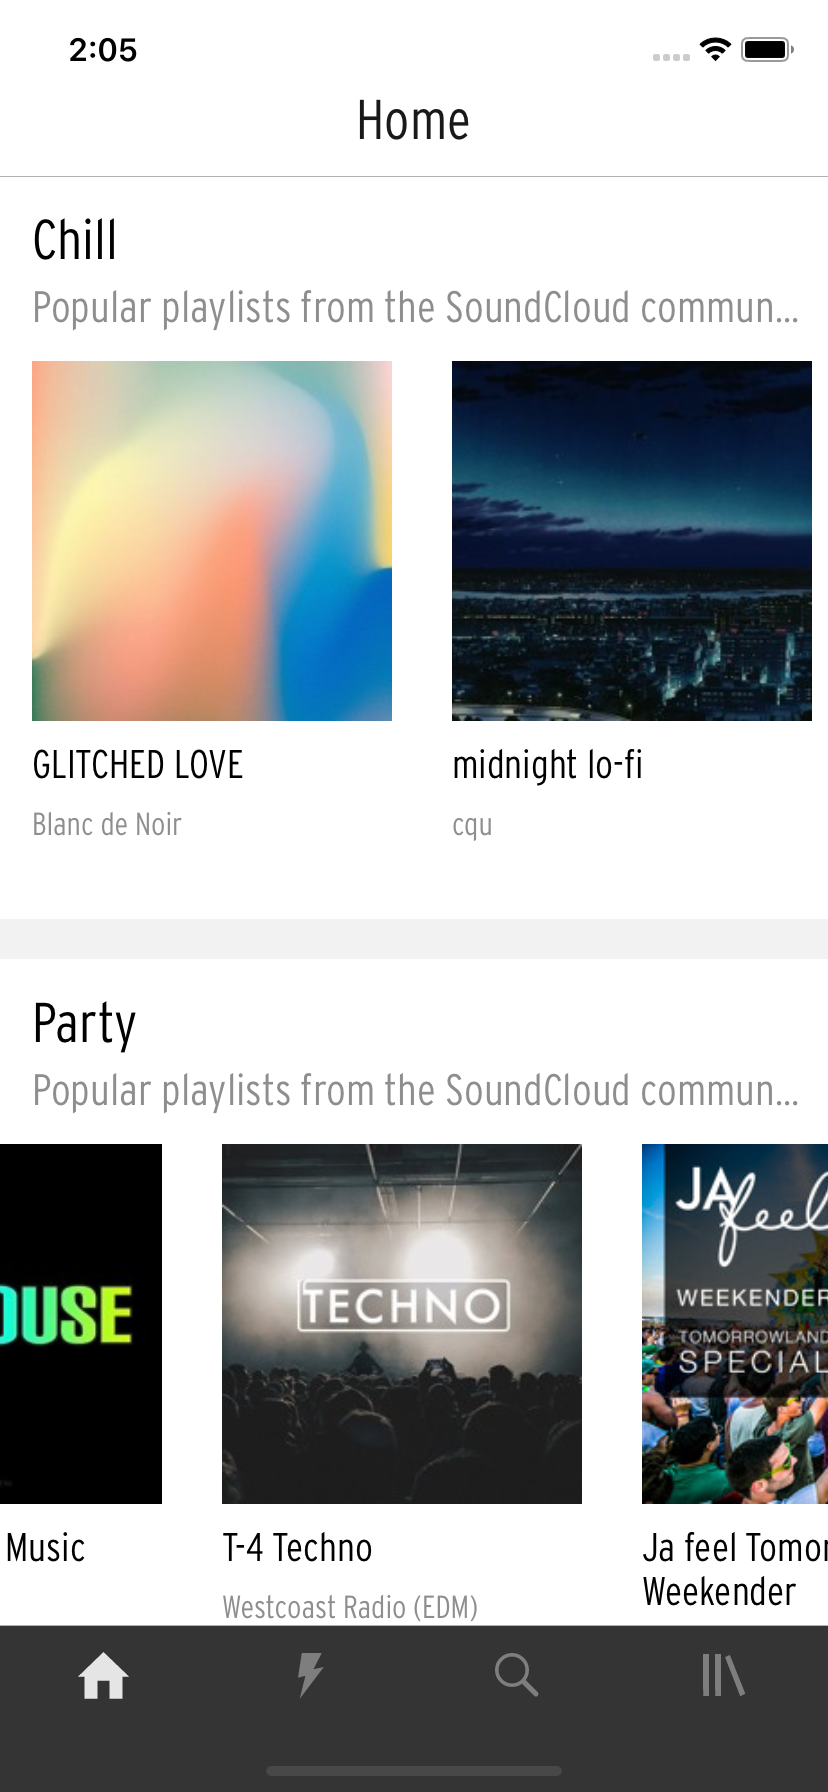 2:05
Home
Chill
Popular playlists from the SoundCloud commun...
GLITCHED LOVE
Blanc de Noir
midnight lo-fi
cqu
Party
Popular playlists from the SoundCloud commun...
OUSE
Music
TECHNO
T-4 Techno
Westcoast Radio (EDM)
JA
feel
WEEKENDER
TOMORROWLAND
SPECIAL
Ja feel Tomor
Weekender